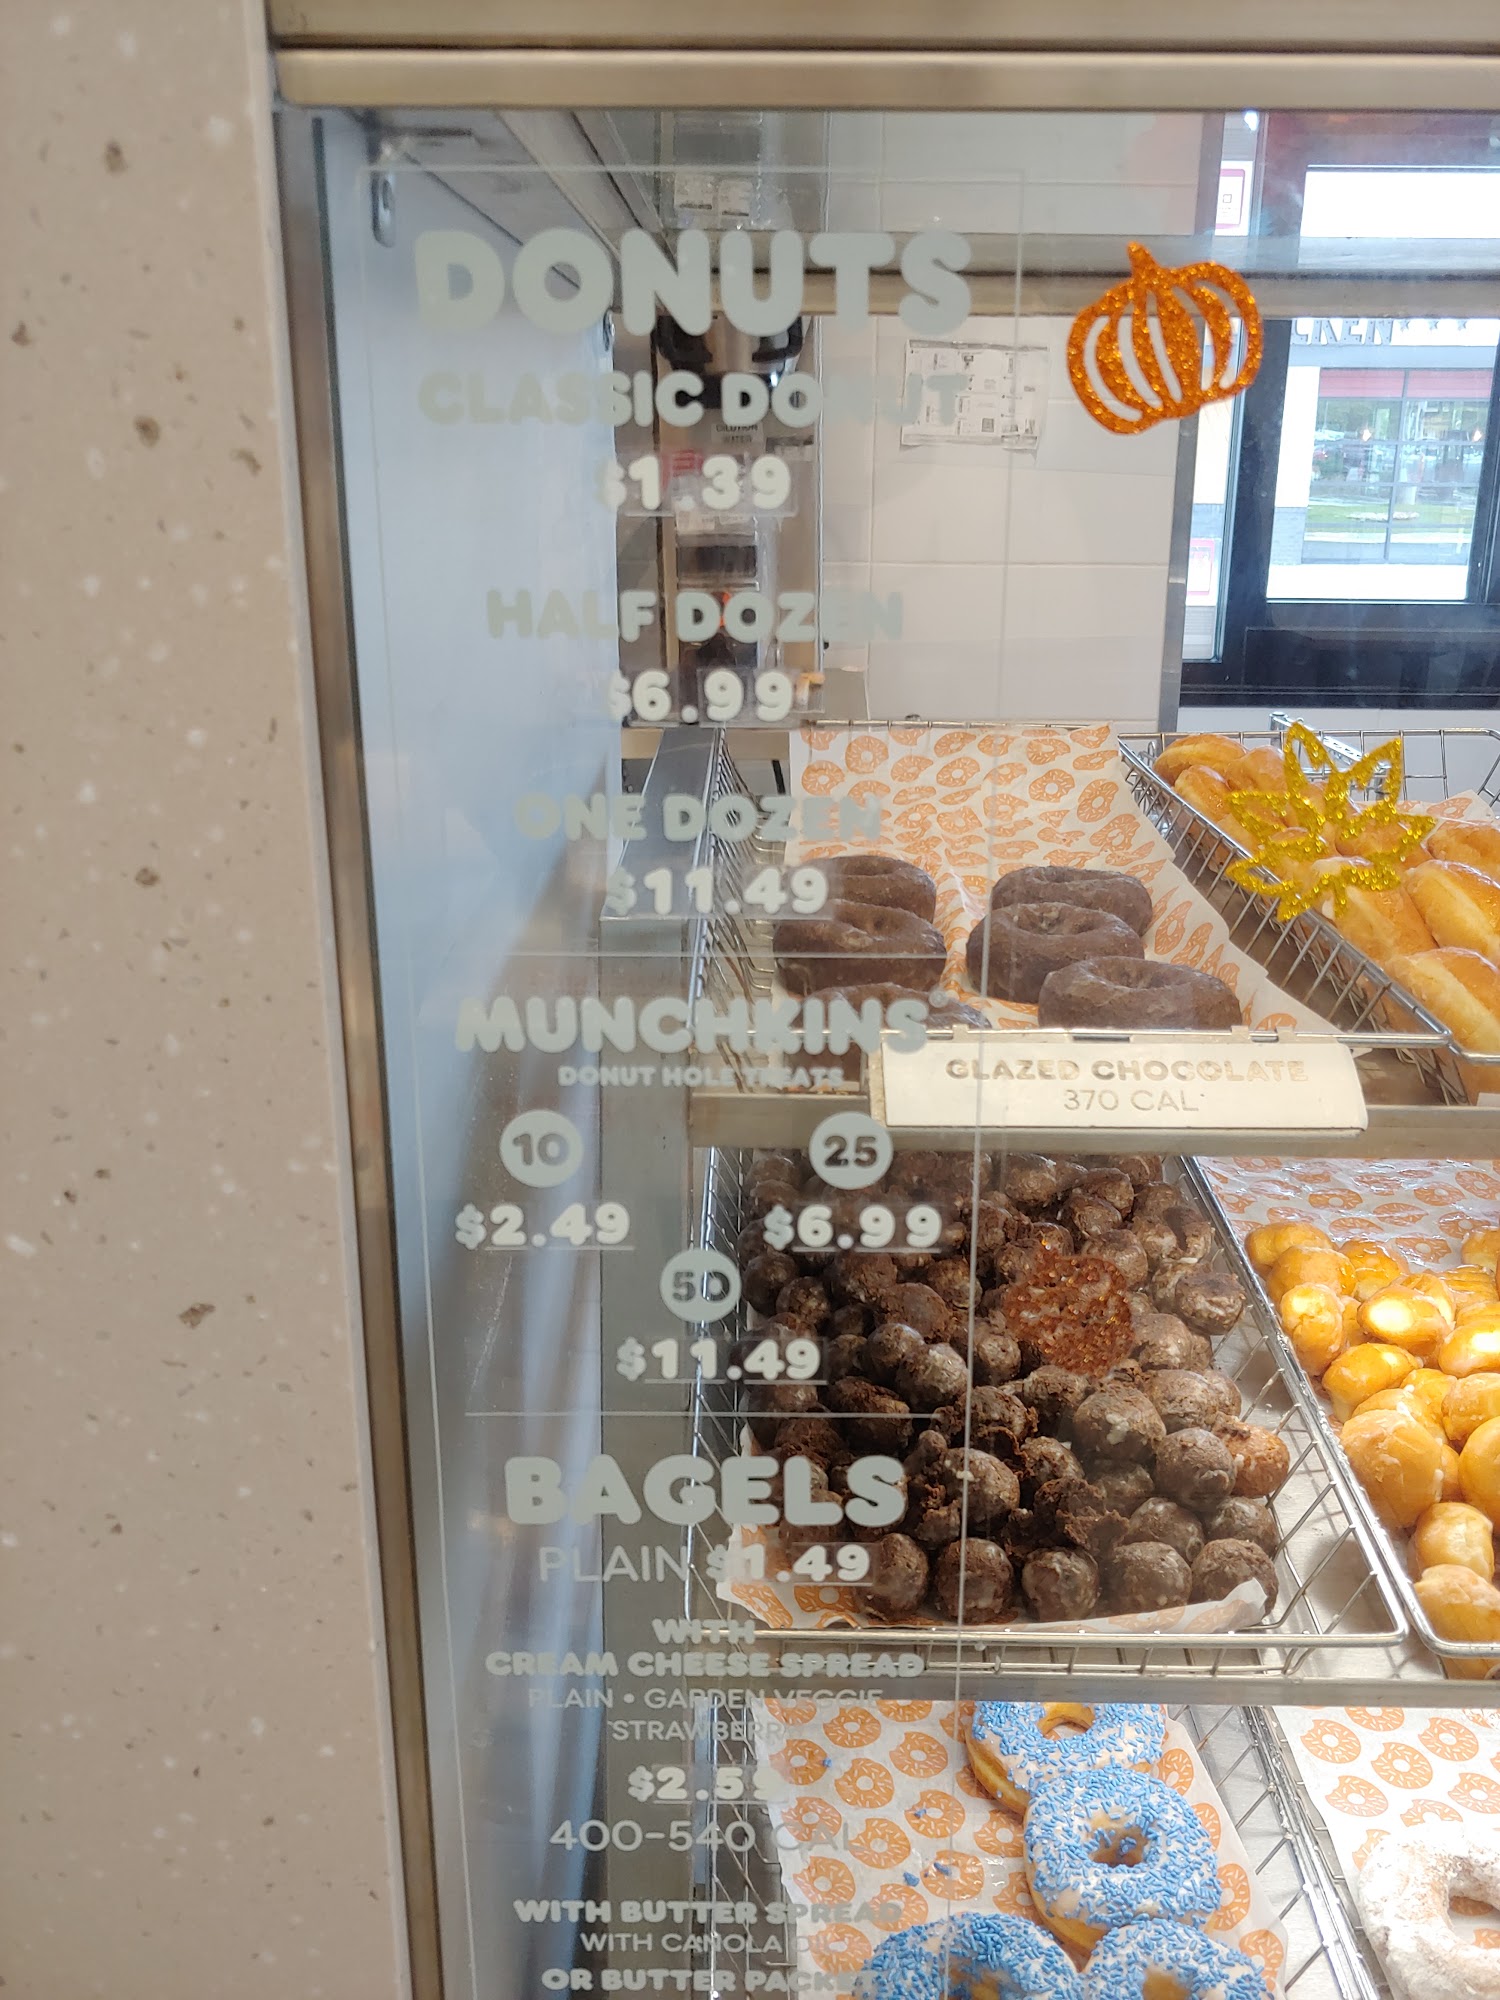 DONUTS
CLASSIC DONUT
$1.39
HALF DOZEN
$6.99
ONE DOZEN
$11.49
MUNCHKINS®
DONUT HOLE TREATS
10 25
$2.49 $6.99
50
$11.49
BAGELS
PLAIN $1.49
WITH
CREAM CHEESE SPREAD
PLAIN • GARDEN VEGGIE
STRAWBERRY
$2.59
400-540 CAL
WITH BUTTER SPREAD
WITH CANOLA
OR BUTTER PACKET
GLAZED CHOCOLATE
370 CAL